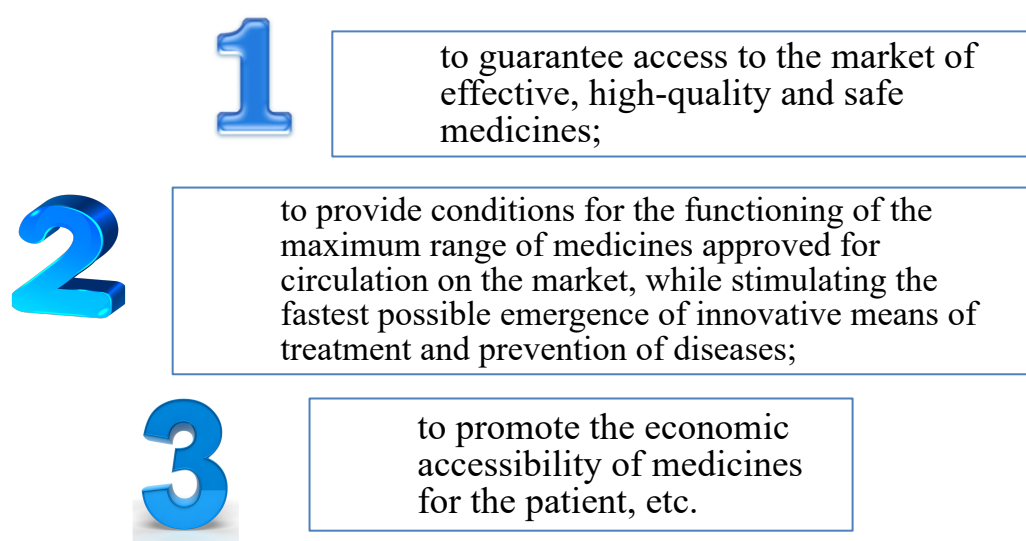 1
to guarantee access to the market of
effective, high-quality and safe
medicines;
2
to provide conditions for the functioning of the
maximum range of medicines approved for
circulation on the market, while stimulating the
fastest possible emergence of innovative means of
treatment and prevention of diseases;
3
to promote the economic
accessibility of medicines
for the patient, etc.